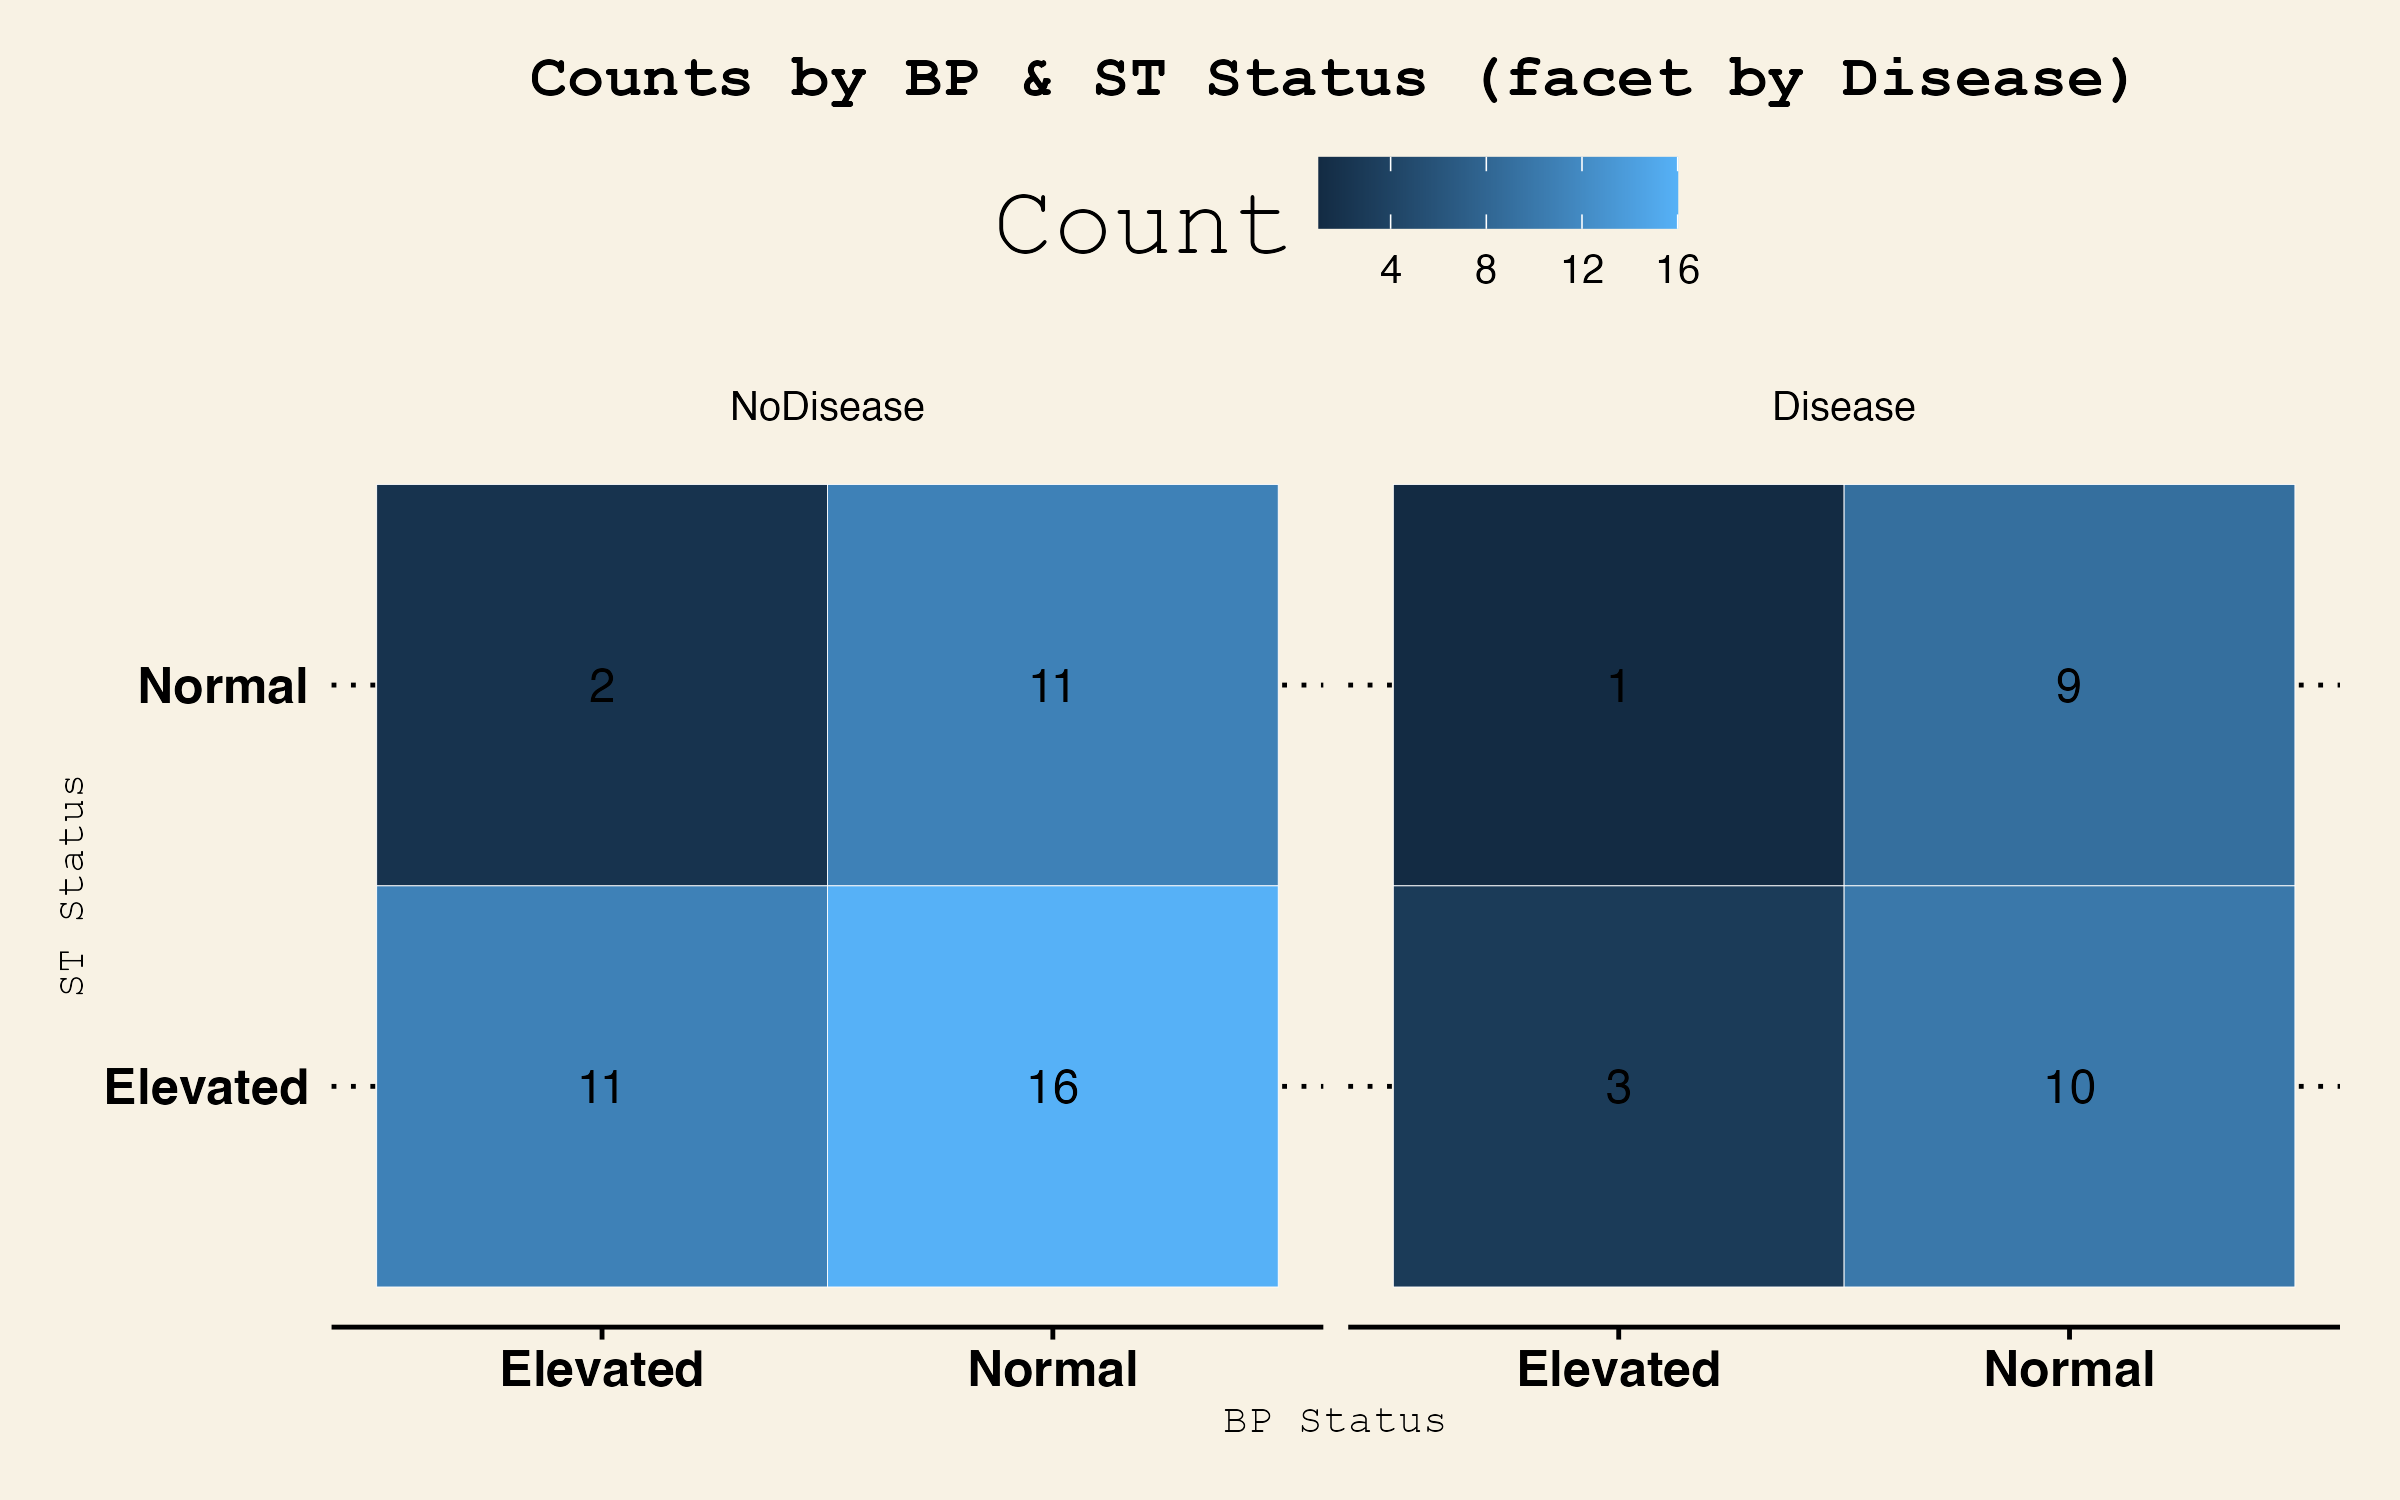 Counts by BP & ST Status (facet by Disease)
Count
4 8 12 16
NoDisease Disease
Normal 2 11 1 9
ST Status
Elevated 11 16 3 10
Elevated Normal Elevated Normal
BP Status